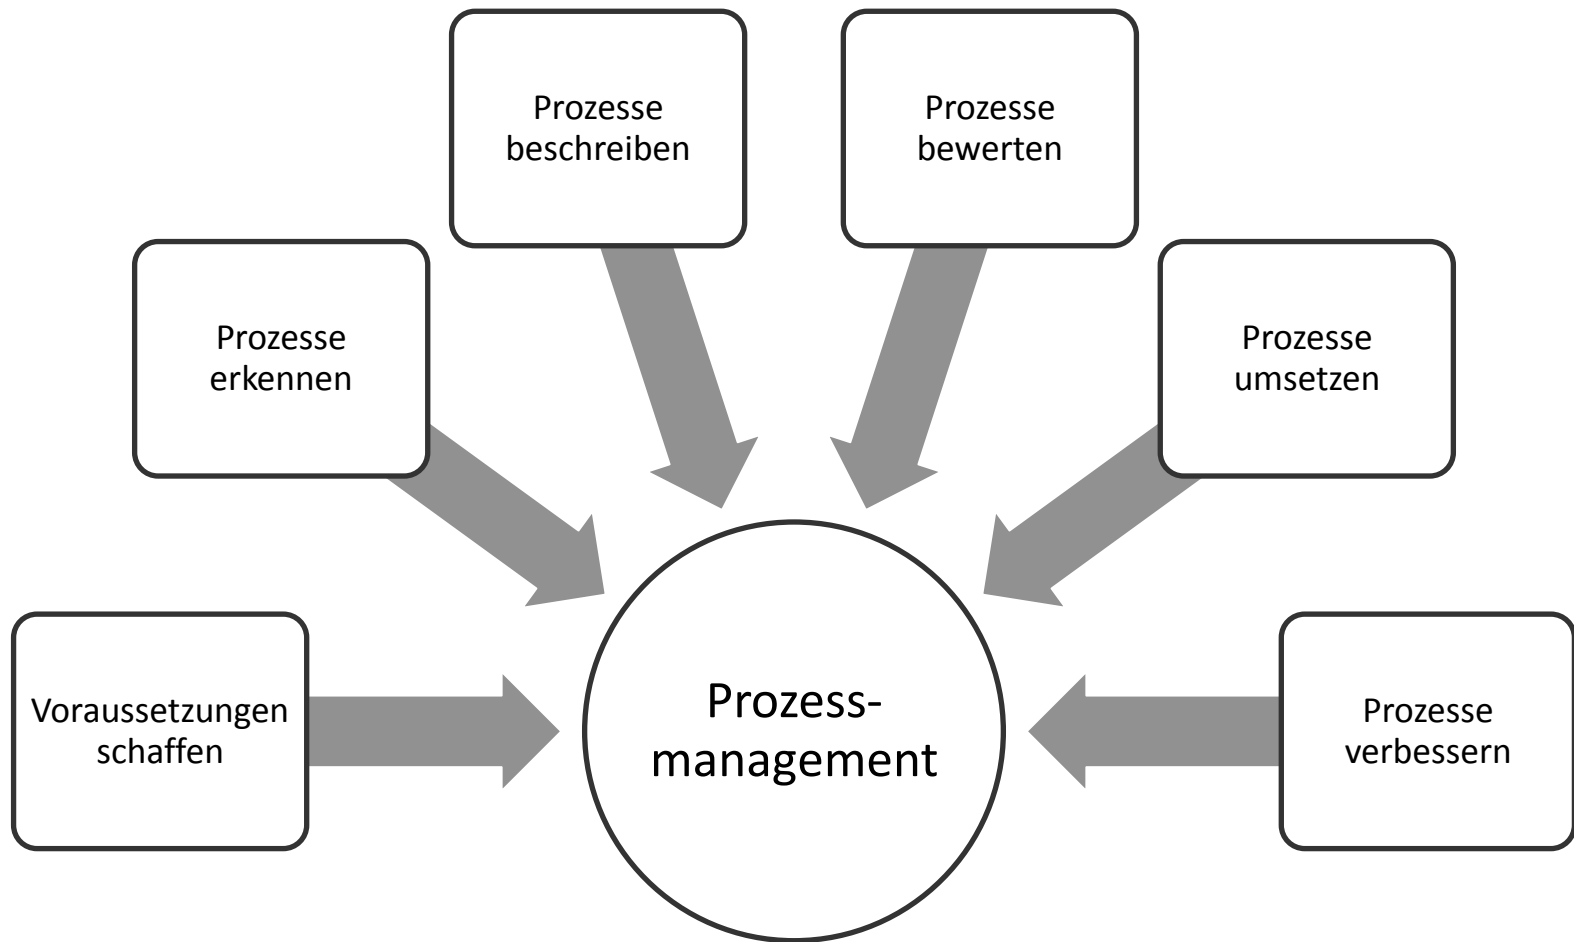 Prozesse
beschreiben
Prozesse
bewerten
Prozesse
erkennen
Prozesse
umsetzen
Voraussetzungen
schaffen
Prozess-
management
Prozesse
verbessern